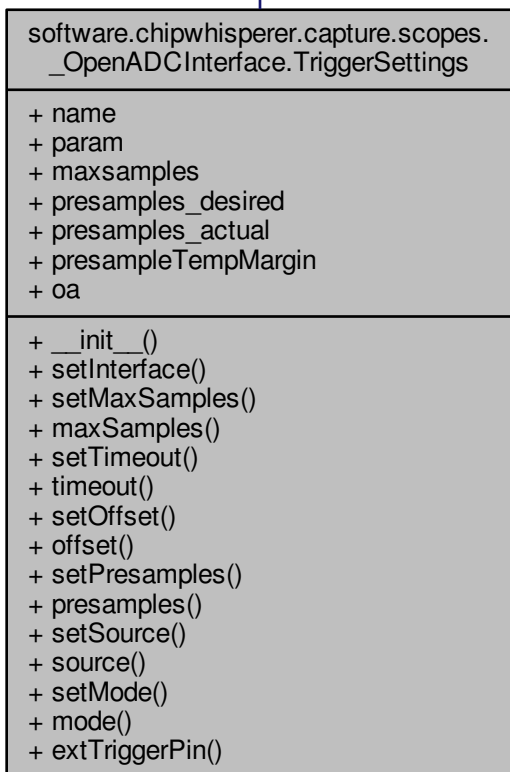 software.chipwhisperer.capture.scopes.
_OpenADCInterface.TriggerSettings
+ name
+ param
+ maxsamples
+ presamples_desired
+ presamples_actual
+ presampleTempMargin
+ oa
+ __init__()
+ setInterface()
+ setMaxSamples()
+ maxSamples()
+ setTimeout()
+ timeout()
+ setOffset()
+ offset()
+ setPresamples()
+ presamples()
+ setSource()
+ source()
+ setMode()
+ mode()
+ extTriggerPin()